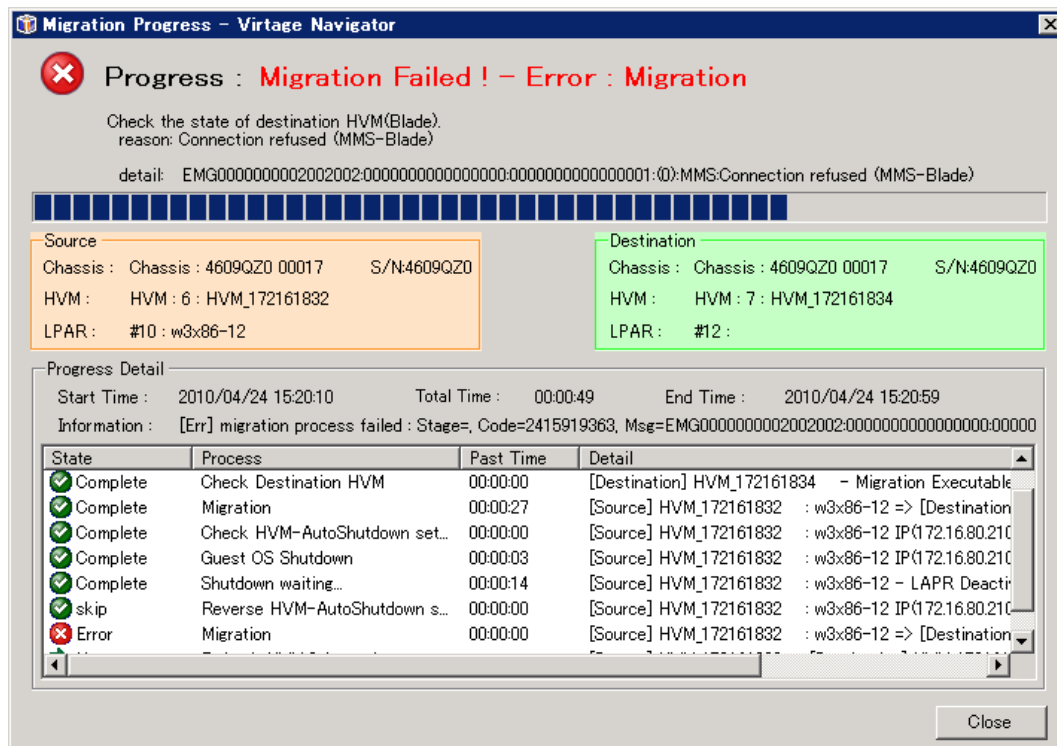 Migration Progress - Virtage Navigator
Progress : Migration Failed ! - Error : Migration
Check the state of destination HVM(Blade).
reason: Connection refused (MMS-Blade)
detail: EMG0000000002002002:0000000000000000:0000000000000001:(0):MMS:Connection refused (MMS-Blade)
Source
Chassis : Chassis : 4609QZ0 00017 S/N:4609QZ0
HVM : HVM : 6 : HVM_172161832
LPAR : #10 : w3x86-12
Destination
Chassis : Chassis : 4609QZ0 00017 S/N:4609QZ0
HVM : HVM : 7 : HVM_172161834
LPAR : #12 :
Progress Detail
Start Time : 2010/04/24 15:20:10 Total Time : 00:00:49 End Time : 2010/04/24 15:20:59
Information : [Err] migration process failed : Stage=, Code=2415919363, Msg=EMG0000000002002002:0000000000000000:00000
State Process Past Time Detail
Complete Check Destination HVM 00:00:00 [Destination] HVM_172161834 - Migration Executable
Complete Migration 00:00:27 [Source] HVM_172161832 : w3x86-12 => [Destination
Complete Check HVM-AutoShutdown set... 00:00:00 [Source] HVM_172161832 : w3x86-12 IP(172.16.80.210
Complete Guest OS Shutdown 00:00:03 [Source] HVM_172161832 : w3x86-12 IP(172.16.80.210
Complete Shutdown waiting... 00:00:14 [Source] HVM_172161832 : w3x86-12 - LAPR Deacti
skip Reverse HVM-AutoShutdown s... 00:00:00 [Source] HVM_172161832 : w3x86-12 IP(172.16.80.210
Error Migration 00:00:00 [Source] HVM_172161832 : w3x86-12 => [Destination
Close